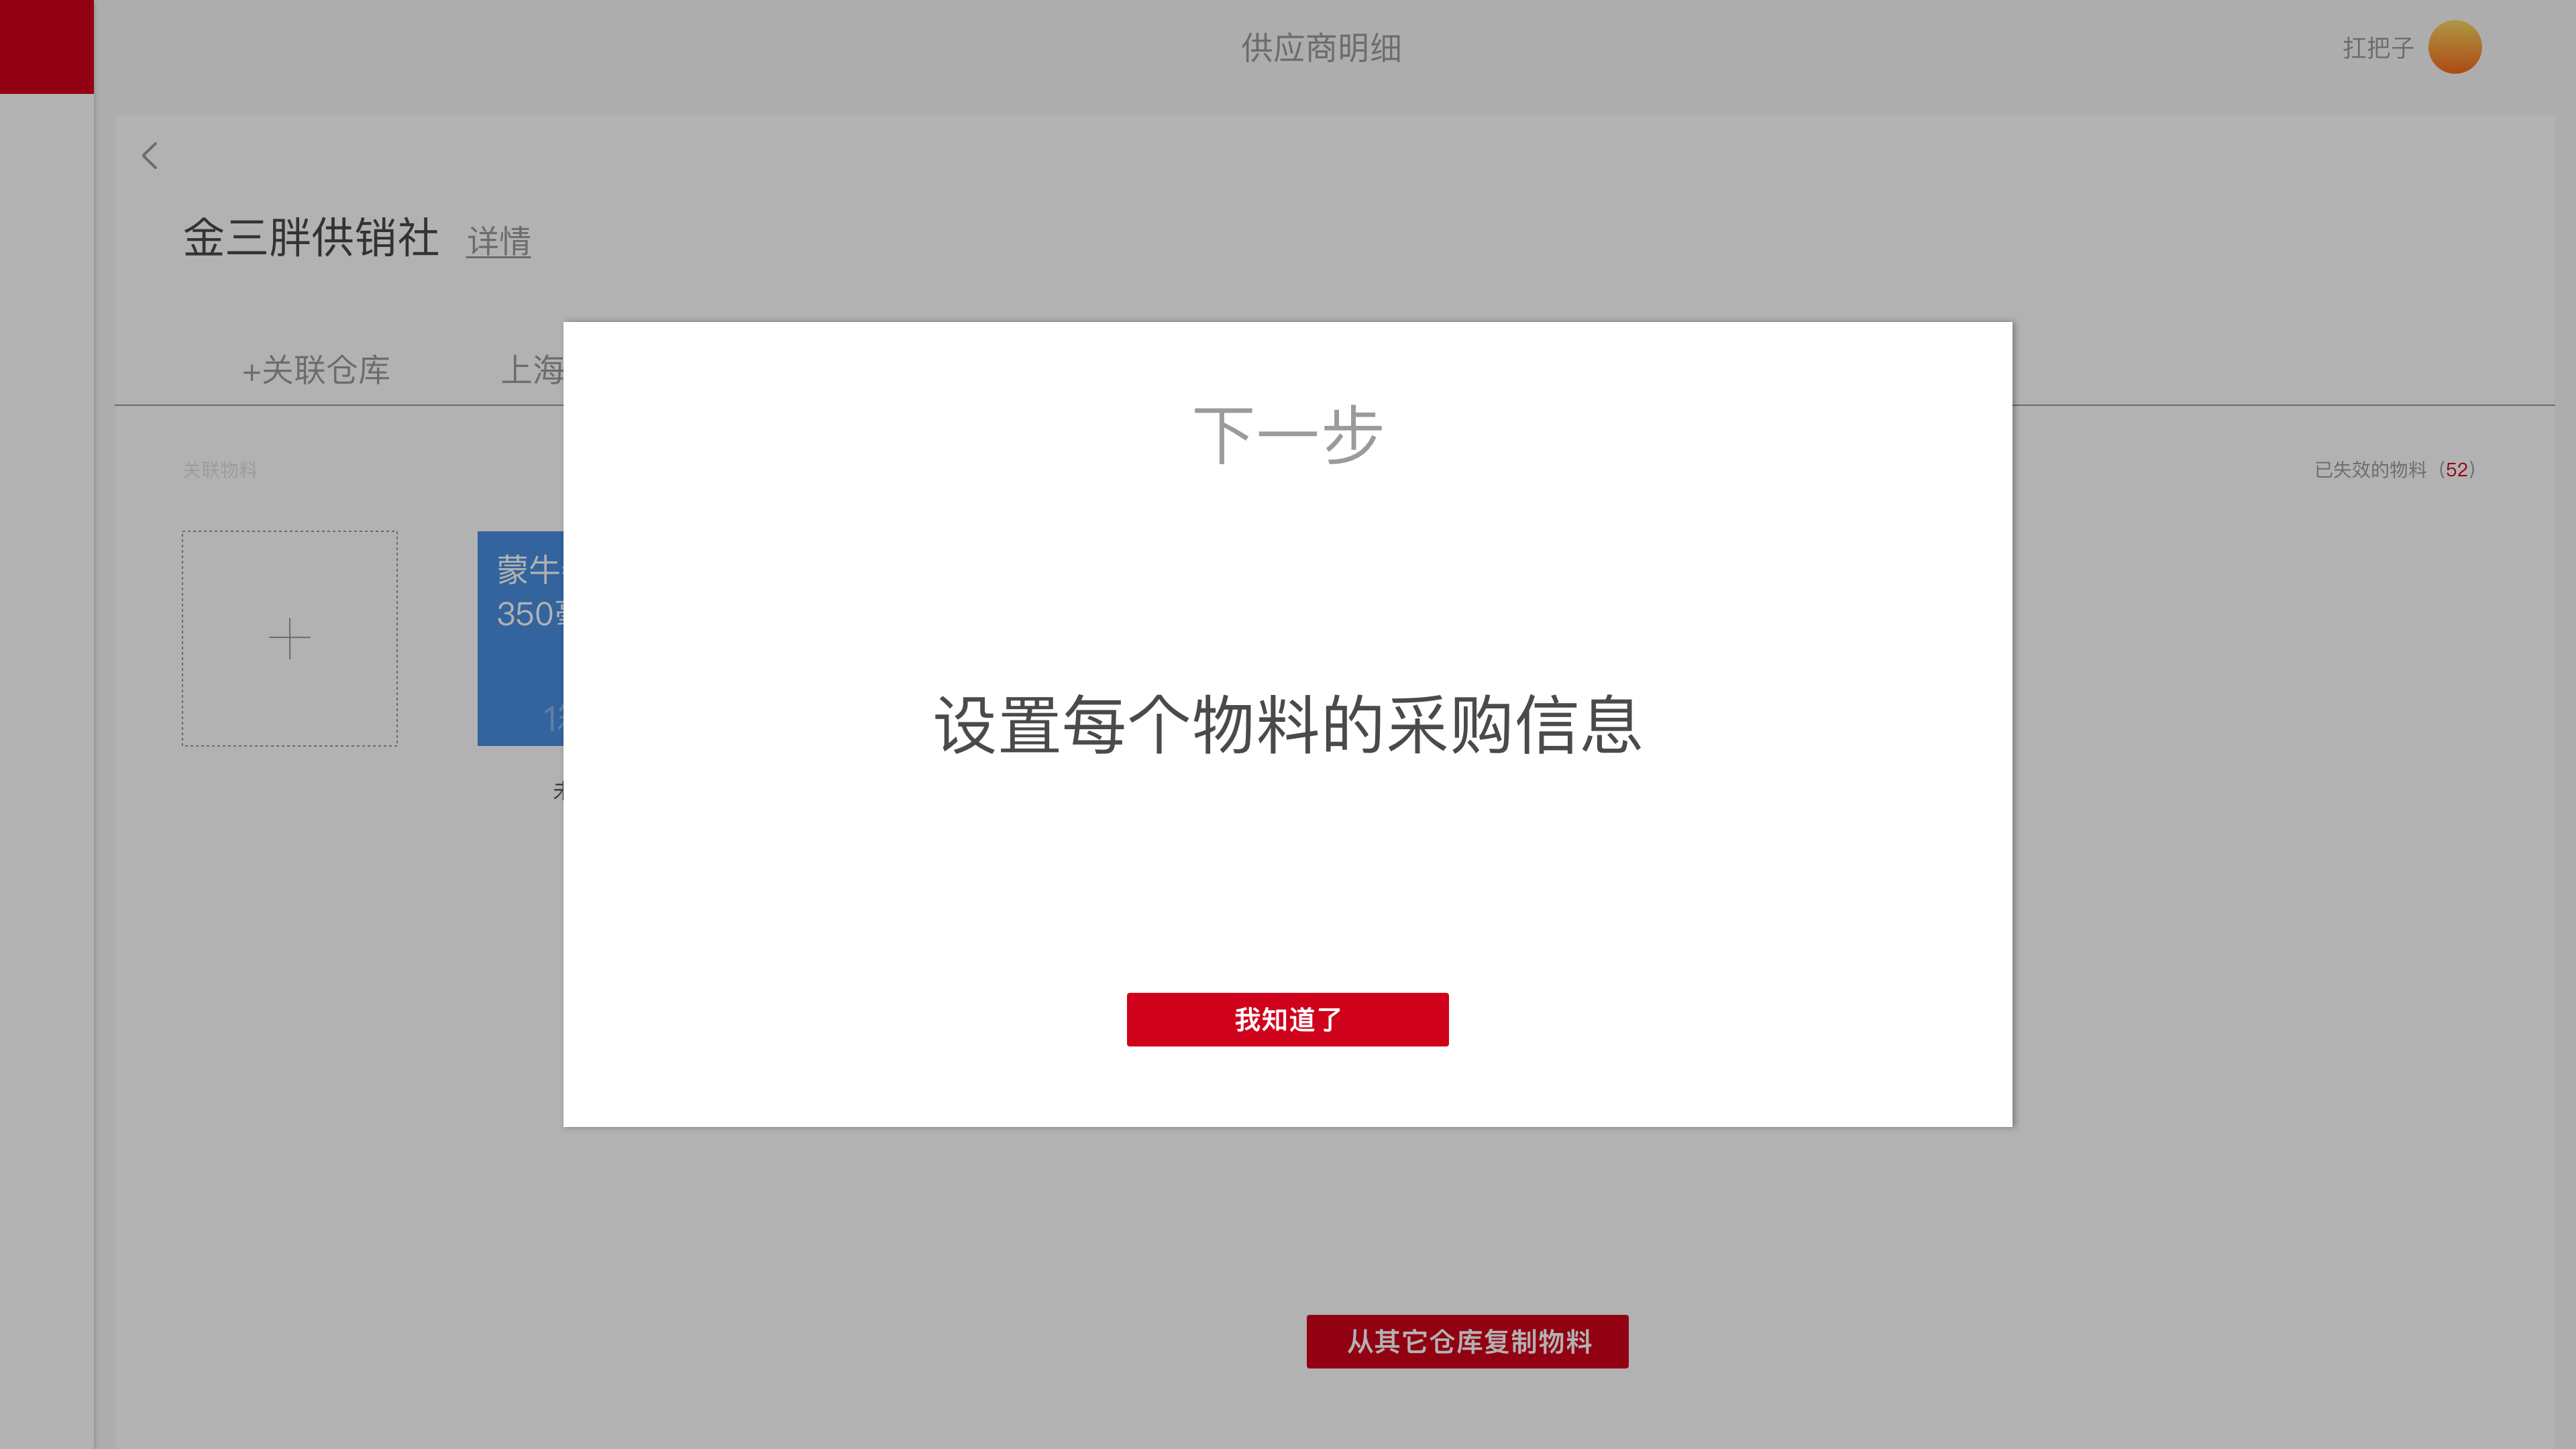 供应商明细
扛把子
金三胖供销社 详情
+关联仓库 上海
下一步
关联物料
已失效的物料（52）
蒙牛
350
设置每个物料的采购信息
1
我知道了
从其它仓库复制物料